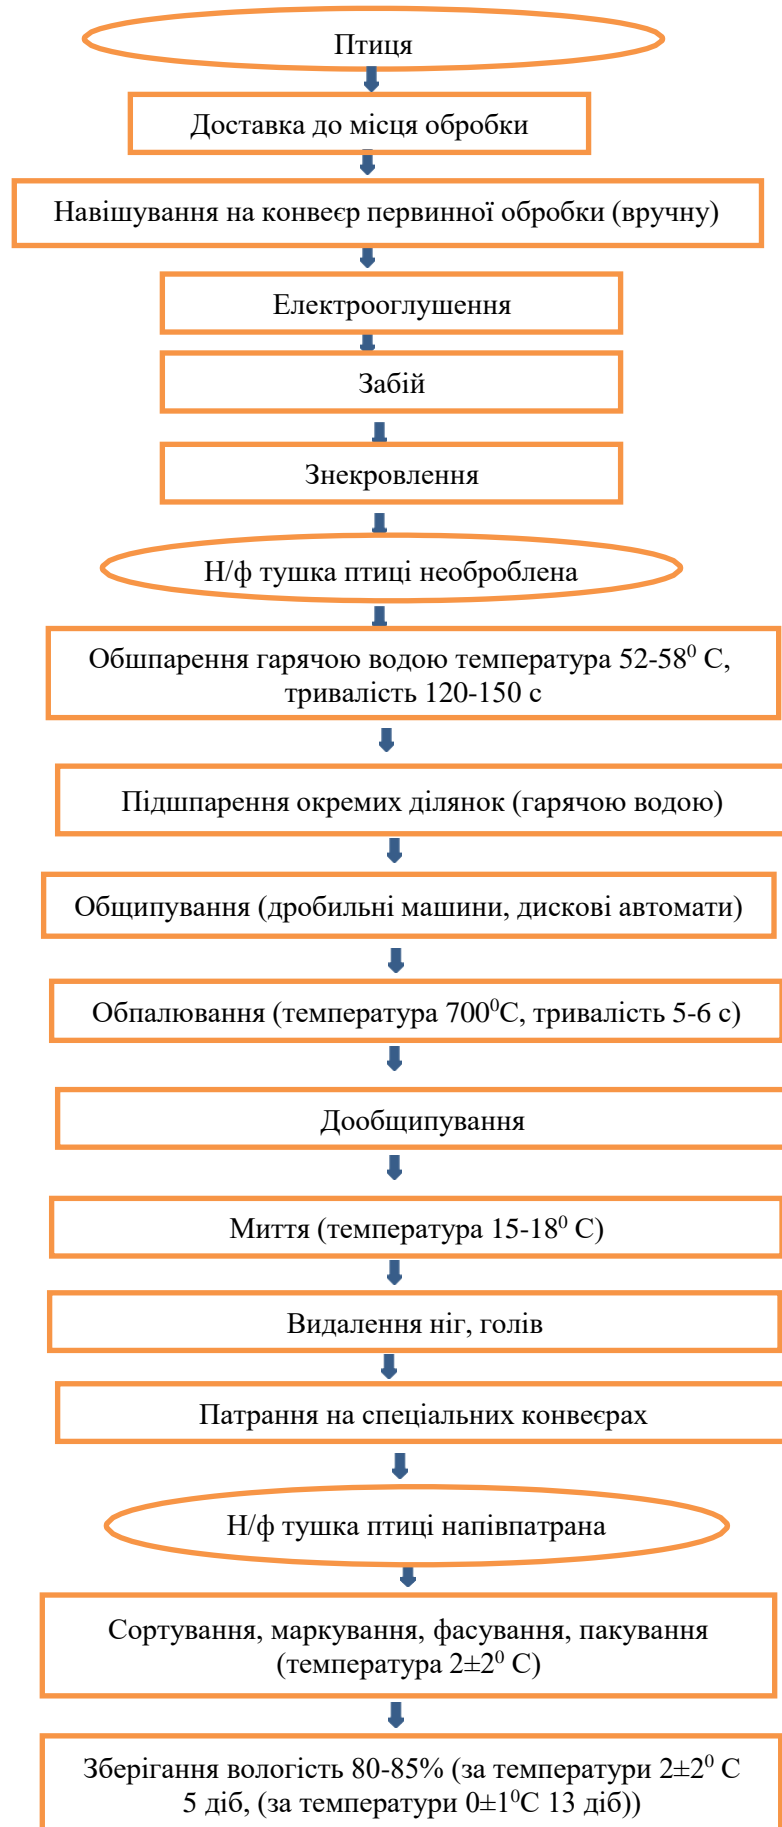 Птиця
Доставка до місця обробки
Навішування на конвеєр первинної обробки (вручну)
Електрооглушення
Забій
Знекровлення
Н/ф тушка птиці необроблена
Обшпарення гарячою водою температура 52-58⁰ С,
тривалість 120-150 с
Підшпарення окремих ділянок (гарячою водою)
Общипування (дробильні машини, дискові автомати)
Обпалювання (температура 700⁰С, тривалість 5-6 с)
Дообщипування
Миття (температура 15-18⁰ С)
Видалення ніг, голів
Патрання на спеціальних конвеєрах
Н/ф тушка птиці напівпатрана
Сортування, маркування, фасування, пакування
(температура 2±2⁰ С)
Зберігання вологість 80-85% (за температури 2±2⁰ С
5 діб, (за температури 0±1⁰С 13 діб))